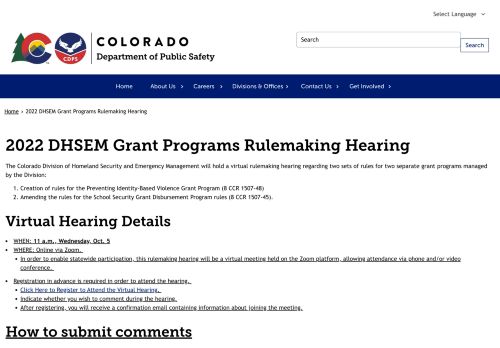 Select Language
COLORADO
Department of Public Safety
CDPS
Search
Search
Home
About Us
Careers
Divisions & Offices
Contact Us
Get Involved
Home › 2022 DHSEM Grant Programs Rulemaking Hearing
2022 DHSEM Grant Programs Rulemaking Hearing
The Colorado Division of Homeland Security and Emergency Management will hold a virtual rulemaking hearing regarding two sets of rules for two separate grant programs managed
by the Division:
1. Creation of rules for the Preventing Identity-Based Violence Grant Program (8 CCR 1507-48)
2. Amending the rules for the School Security Grant Disbursement Program rules (8 CCR 1507-45).
Virtual Hearing Details
• WHEN: 11 a.m., Wednesday, Oct. 5
• WHERE: Online via Zoom.
• In order to enable statewide participation, this rulemaking hearing will be a virtual meeting held on the Zoom platform, allowing attendance via phone and/or video
conference.
• Registration in advance is required in order to attend the hearing.
• Click Here to Register to Attend the Virtual Hearing.
• Indicate whether you wish to comment during the hearing.
• After registering, you will receive a confirmation email containing information about joining the meeting.
How to submit comments